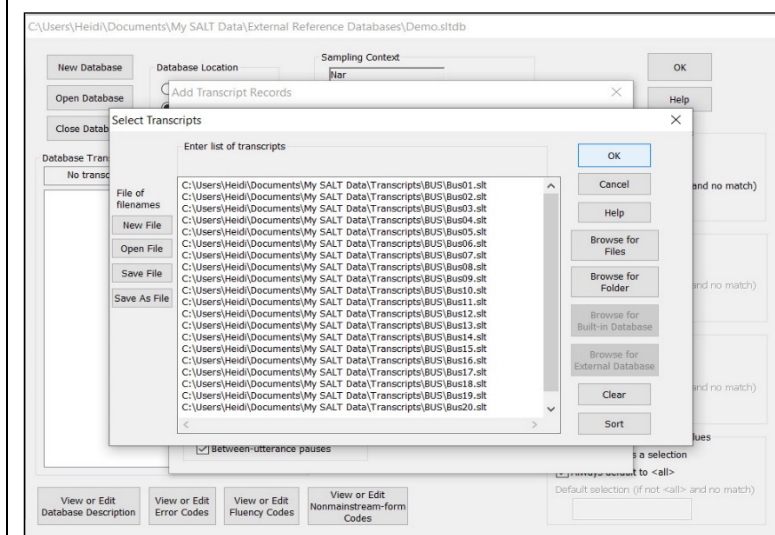 C:\Users\Heidi\Documents\My SALT Data\External Reference Databases\Demo.sltdb
New Database
Database Location
Sampling Context
Nar
OK
Open Database
Add Transcript Records
Help
Close Datab
Select Transcripts
Database Tran
No transc
Enter list of transcripts
File of
filenames
New File
Open File
Save File
Save As File
C:\Users\Heidi\Documents\My SALT Data\Transcripts\BUS\Bus01.slt
C:\Users\Heidi\Documents\My SALT Data\Transcripts\BUS\Bus02.slt
C:\Users\Heidi\Documents\My SALT Data\Transcripts\BUS\Bus03.slt
C:\Users\Heidi\Documents\My SALT Data\Transcripts\BUS\Bus04.slt
C:\Users\Heidi\Documents\My SALT Data\Transcripts\BUS\Bus05.slt
C:\Users\Heidi\Documents\My SALT Data\Transcripts\BUS\Bus06.slt
C:\Users\Heidi\Documents\My SALT Data\Transcripts\BUS\Bus07.slt
C:\Users\Heidi\Documents\My SALT Data\Transcripts\BUS\Bus08.slt
C:\Users\Heidi\Documents\My SALT Data\Transcripts\BUS\Bus09.slt
C:\Users\Heidi\Documents\My SALT Data\Transcripts\BUS\Bus10.slt
C:\Users\Heidi\Documents\My SALT Data\Transcripts\BUS\Bus11.slt
C:\Users\Heidi\Documents\My SALT Data\Transcripts\BUS\Bus12.slt
C:\Users\Heidi\Documents\My SALT Data\Transcripts\BUS\Bus13.slt
C:\Users\Heidi\Documents\My SALT Data\Transcripts\BUS\Bus14.slt
C:\Users\Heidi\Documents\My SALT Data\Transcripts\BUS\Bus15.slt
C:\Users\Heidi\Documents\My SALT Data\Transcripts\BUS\Bus16.slt
C:\Users\Heidi\Documents\My SALT Data\Transcripts\BUS\Bus17.slt
C:\Users\Heidi\Documents\My SALT Data\Transcripts\BUS\Bus18.slt
C:\Users\Heidi\Documents\My SALT Data\Transcripts\BUS\Bus19.slt
C:\Users\Heidi\Documents\My SALT Data\Transcripts\BUS\Bus20.slt
OK
Cancel
Help
Browse for
Files
Browse for
Folder
Browse for
Built-in Database
Browse for
External Database
Clear
Sort
and no match)
and no match)
and no match)
Between-utterance pauses
lues
s a selection
Always default to <all>
Default selection (if not <all> and no match)
View or Edit
Database Description
View or Edit
Error Codes
View or Edit
Fluency Codes
View or Edit
Nonmainstream-form
Codes